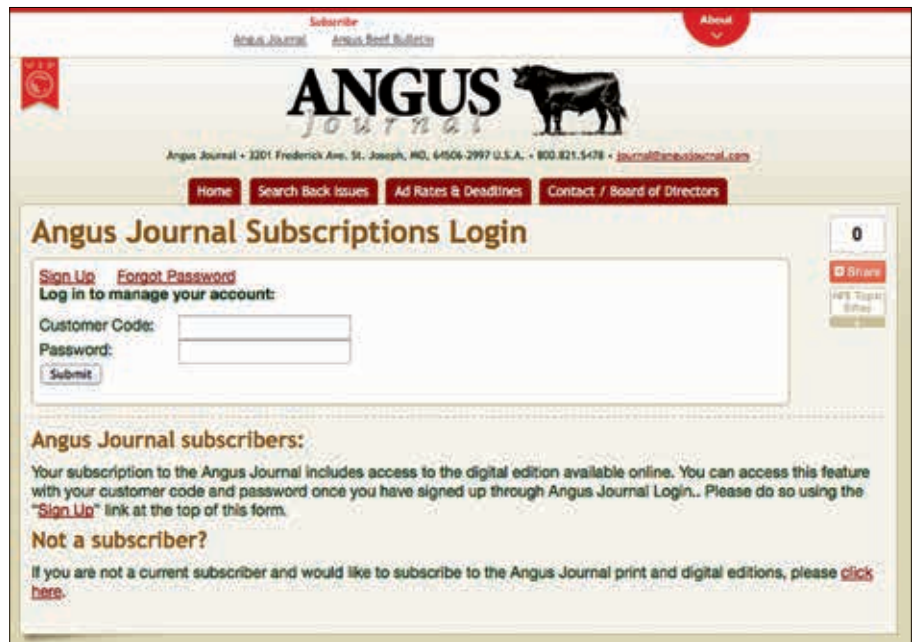 Subscribe
Angus Journal Angus Beef Bulletin
About
VIP
ANGUS
Journal
Angus Journal • 3201 Frederick Ave. St. Joseph, MO, 64506-2997 U.S.A. • 800.821.5478 • journal@angusjournal.com
Home Search Back Issues Ad Rates & Deadlines Contact / Board of Directors
Angus Journal Subscriptions Login
0
Share
Sign Up Forgot Password
Log in to manage your account:
Customer Code:
Password:
Submit
Angus Journal subscribers:
Your subscription to the Angus Journal includes access to the digital edition available online. You can access this feature
with your customer code and password once you have signed up through Angus Journal Login.. Please do so using the
"Sign Up" link at the top of this form.
Not a subscriber?
If you are not a current subscriber and would like to subscribe to the Angus Journal print and digital editions, please click
here.